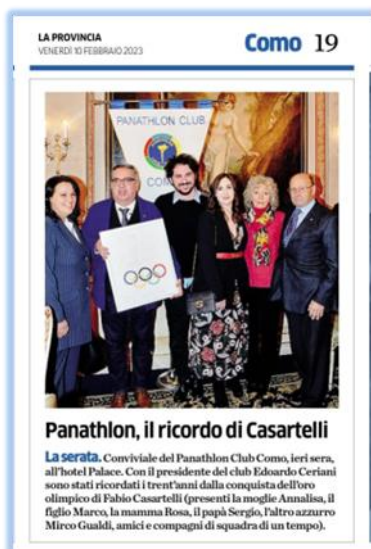 LA PROVINCIA
VENERDÌ 10 FEBBRAIO 2023
Como 19
PANATHLON CLUB
COMO
Panathlon, il ricordo di Casartelli
La serata. Conviviale del Panathlon Club Como, ieri sera,
all'hotel Palace. Con il presidente del club Edoardo Ceriani
sono stati ricordati i trent'anni dalla conquista dell'oro
olimpico di Fabio Casartelli (presenti la moglie Annalisa, il
figlio Marco, la mamma Rosa, il papà Sergio, l'altro azzurro
Mirco Gualdi, amici e compagni di squadra di un tempo).